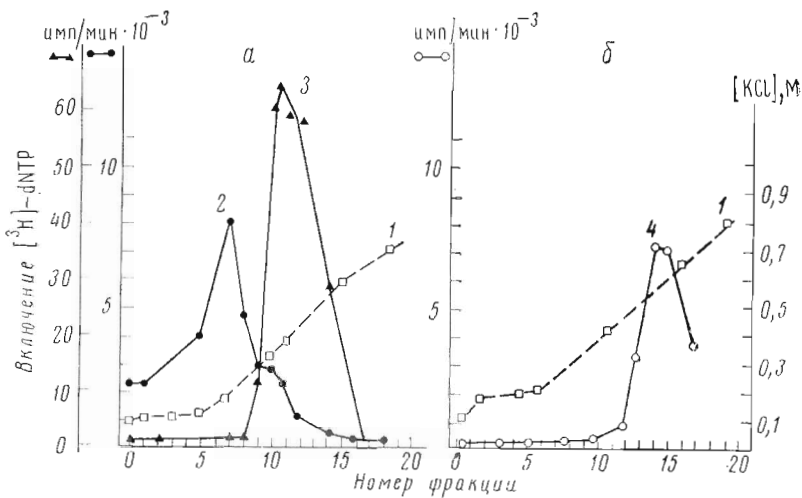 имп/мин·10⁻³
а
имп/мин·10⁻³
б
[KCl], М
Включение [³H]-dNTP
60
50
40
30
20
10
0
10
5
2
3
1
10
5
4
1
0,9
0,7
0,5
0,3
0,1
0 5 10 15 20
0 5 10 15 20
Номер фракции